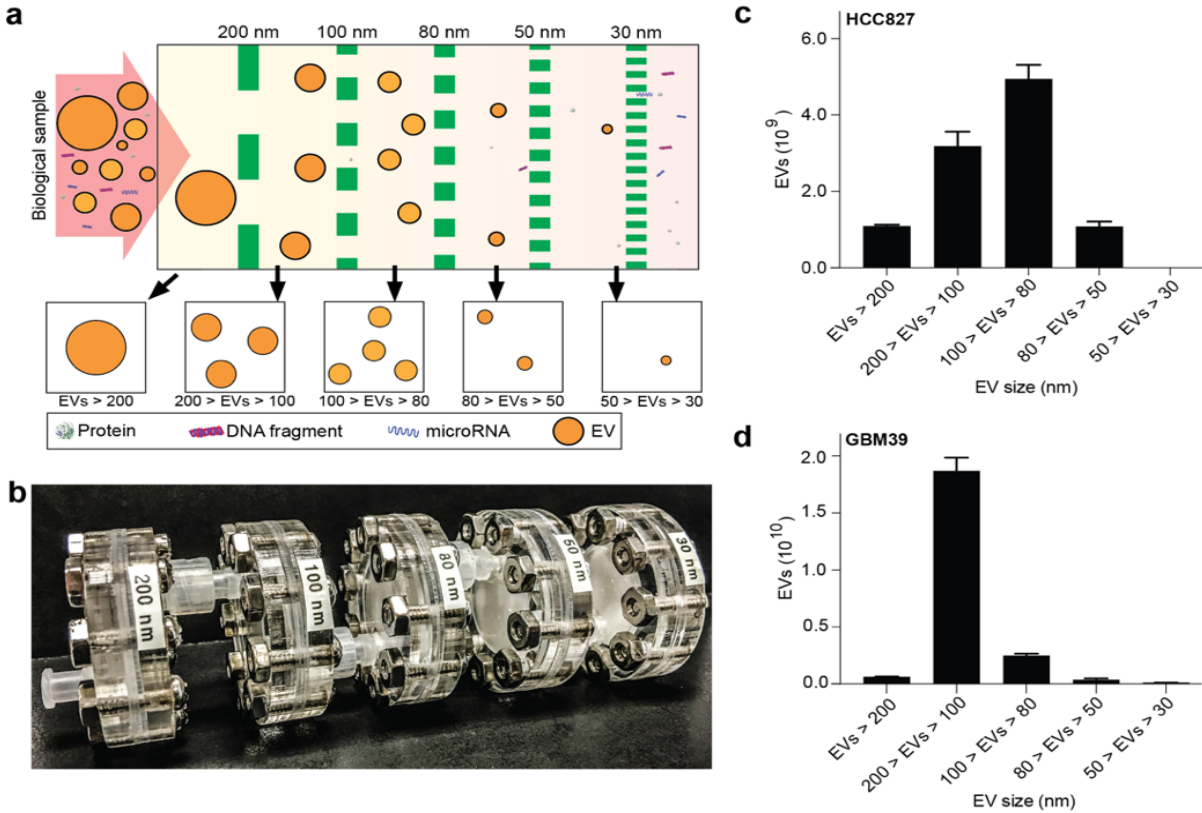 a
200 nm
100 nm
80 nm
50 nm
30 nm
Biological sample
EVs > 200
200 > EVs > 100
100 > EVs > 80
80 > EVs > 50
50 > EVs > 30
Protein
DNA fragment
microRNA
EV
b
200 nm
100 nm
80 nm
50 nm
30 nm
c
HCC827
EVs (10^9)
6.0
4.0
2.0
0.0
EVs > 200
200 > EVs > 100
100 > EVs > 80
80 > EVs > 50
50 > EVs > 30
EV size (nm)
d
GBM39
EVs (10^10)
2.0
1.5
1.0
0.5
0.0
EVs > 200
200 > EVs > 100
100 > EVs > 80
80 > EVs > 50
50 > EVs > 30
EV size (nm)